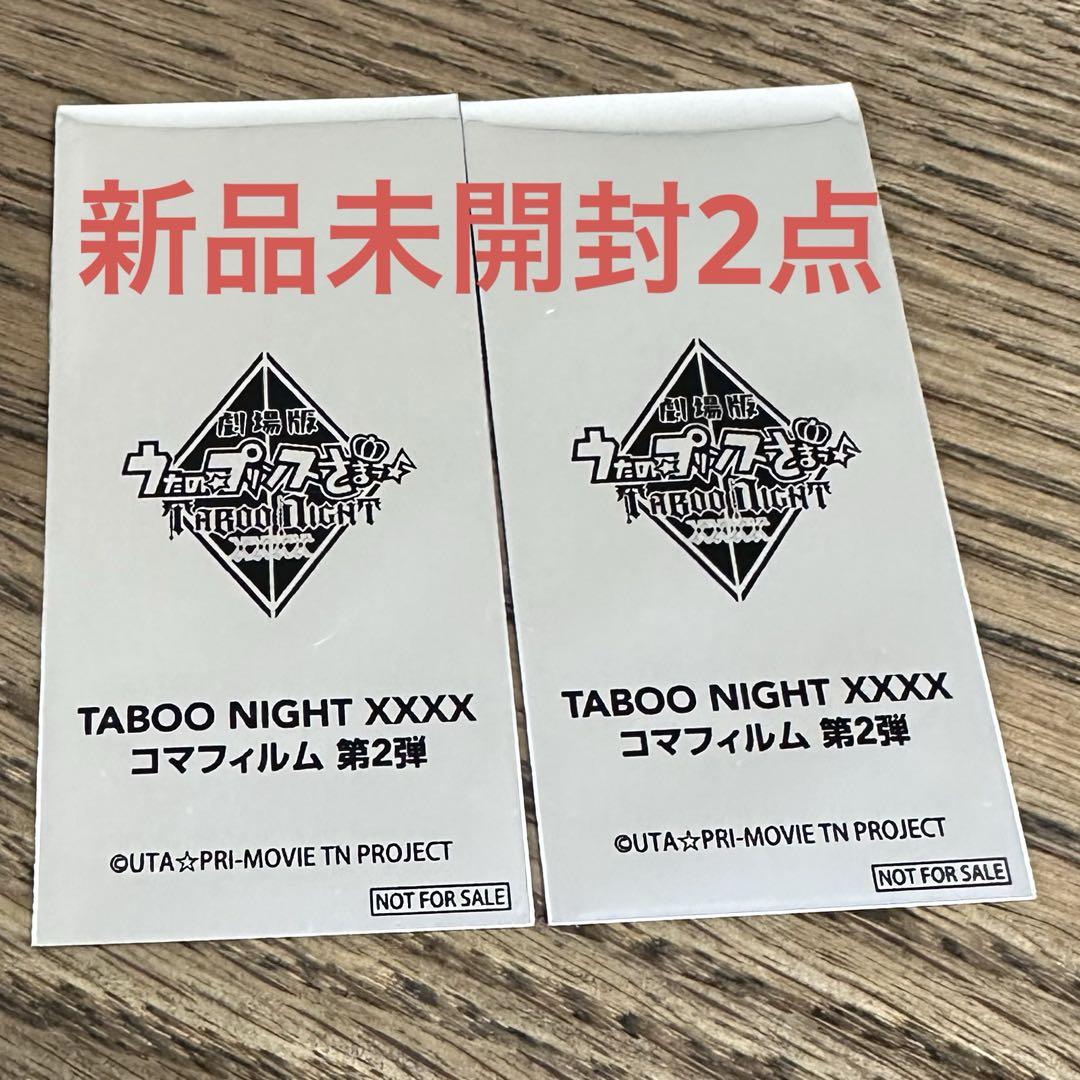 新品未開封2点
劇場版
うたの☆プリンスさまっ♪
TABOO NIGHT
XXXX
TABOO NIGHT XXXX
コマフィルム 第2弾
©UTA☆PRI-MOVIE TN PROJECT
NOT FOR SALE
劇場版
うたの☆プリンスさまっ♪
TABOO NIGHT
XXXX
TABOO NIGHT XXXX
コマフィルム 第2弾
©UTA☆PRI-MOVIE TN PROJECT
NOT FOR SALE